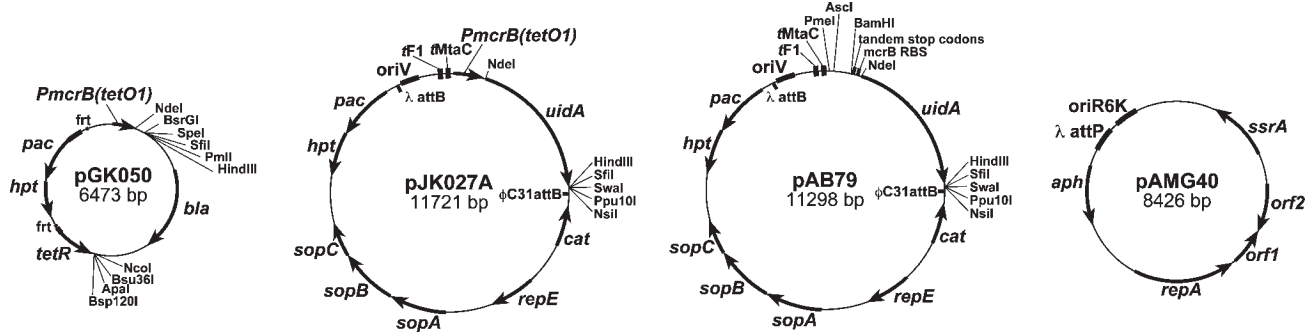 PmcrB(tetO1)
frt
NdeI
BsrGI
SpeI
SfiI
PmlI
HindIII
pac
hpt
pGK050
6473 bp
bla
frt
tetR
NcoI
Bsu36I
ApaI
Bsp120I
tF1
tMtaC
PmcrB(tetO1)
NdeI
oriV
λ attB
pac
uidA
hpt
pJK027A
11721 bp
ϕC31attB
HindIII
SfiI
SwaI
Ppu10I
NsiI
cat
sopC
sopB
sopA
repE
AscI
PmeI
BamHI
tMtaC
tandem stop codons
tF1
mcrB RBS
NdeI
oriV
λ attB
pac
uidA
hpt
pAB79
11298 bp
ϕC31attB
HindIII
SfiI
SwaI
Ppu10I
NsiI
cat
sopC
sopB
sopA
repE
oriR6K
λ attP
ssrA
aph
pAMG40
8426 bp
orf2
orf1
repA